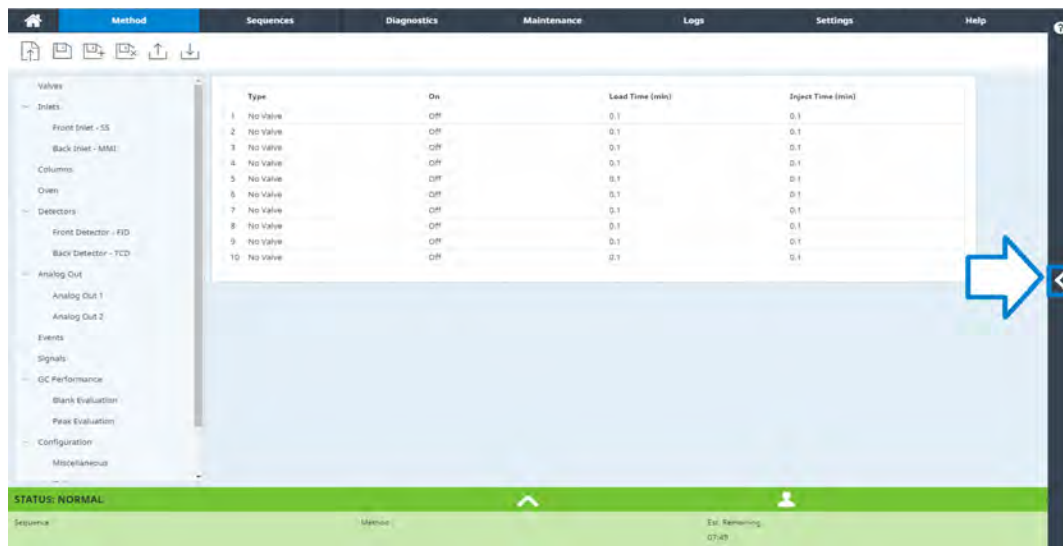 Method Sequences Diagnostics Maintenance Logs Settings Help
Valves
Inlets
Front Inlet - SS
Back Inlet - MMI
Columns
Oven
Detectors
Front Detector - FID
Back Detector - TCD
Analog Out
Analog Out 1
Analog Out 2
Events
Signals
GC Performance
Blank Evaluation
Peak Evaluation
Configuration
Miscellaneous
Type On Load Time (min) Inject Time (min)
1 No Valve Off 0.1 0.1
2 No Valve Off 0.1 0.1
3 No Valve Off 0.1 0.1
4 No Valve Off 0.1 0.1
5 No Valve Off 0.1 0.1
6 No Valve Off 0.1 0.1
7 No Valve Off 0.1 0.1
8 No Valve Off 0.1 0.1
9 No Valve Off 0.1 0.1
10 No Valve Off 0.1 0.1
STATUS: NORMAL
Sequence Method Est. Remaining
07:49